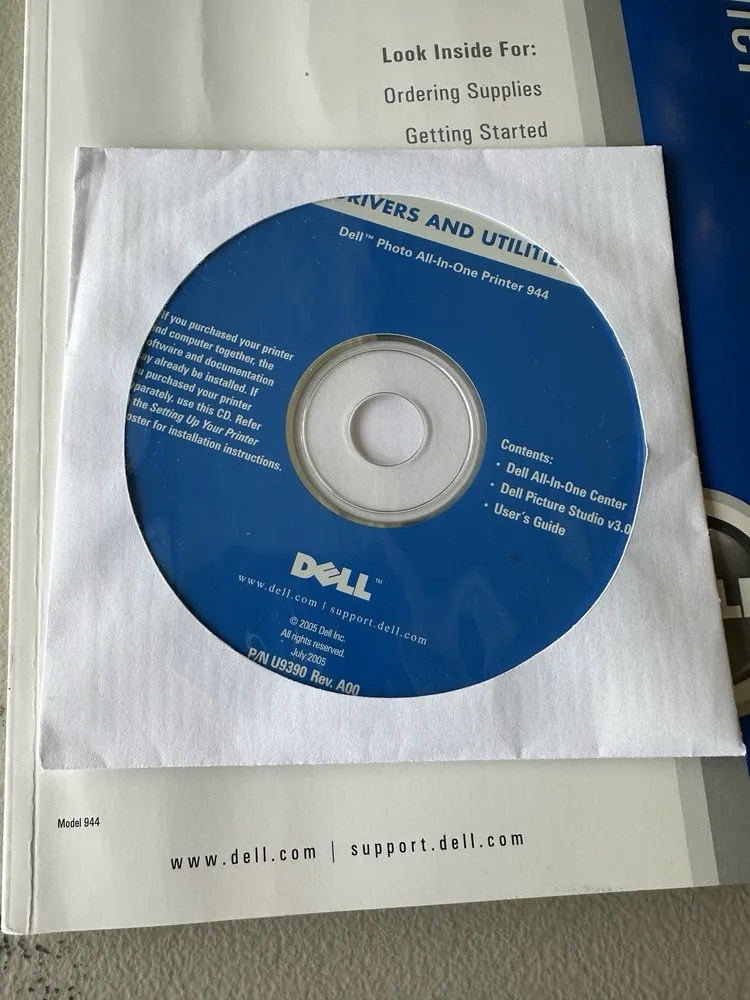 Look Inside For:
Ordering Supplies
Getting Started
DRIVERS AND UTILITIES
Dell™ Photo All-In-One Printer 944
If you purchased your printer
and computer together, the
software and documentation
may already be installed. If
you purchased your printer
separately, use this CD. Refer
the Setting Up Your Printer
poster for installation instructions.
Contents:
• Dell All-In-One Center
• Dell Picture Studio v3.0
• User's Guide
DELL™
www.dell.com | support.dell.com
© 2005 Dell Inc.
All rights reserved.
July 2005
P/N U9390 Rev. A00
Model 944
www.dell.com | support.dell.com